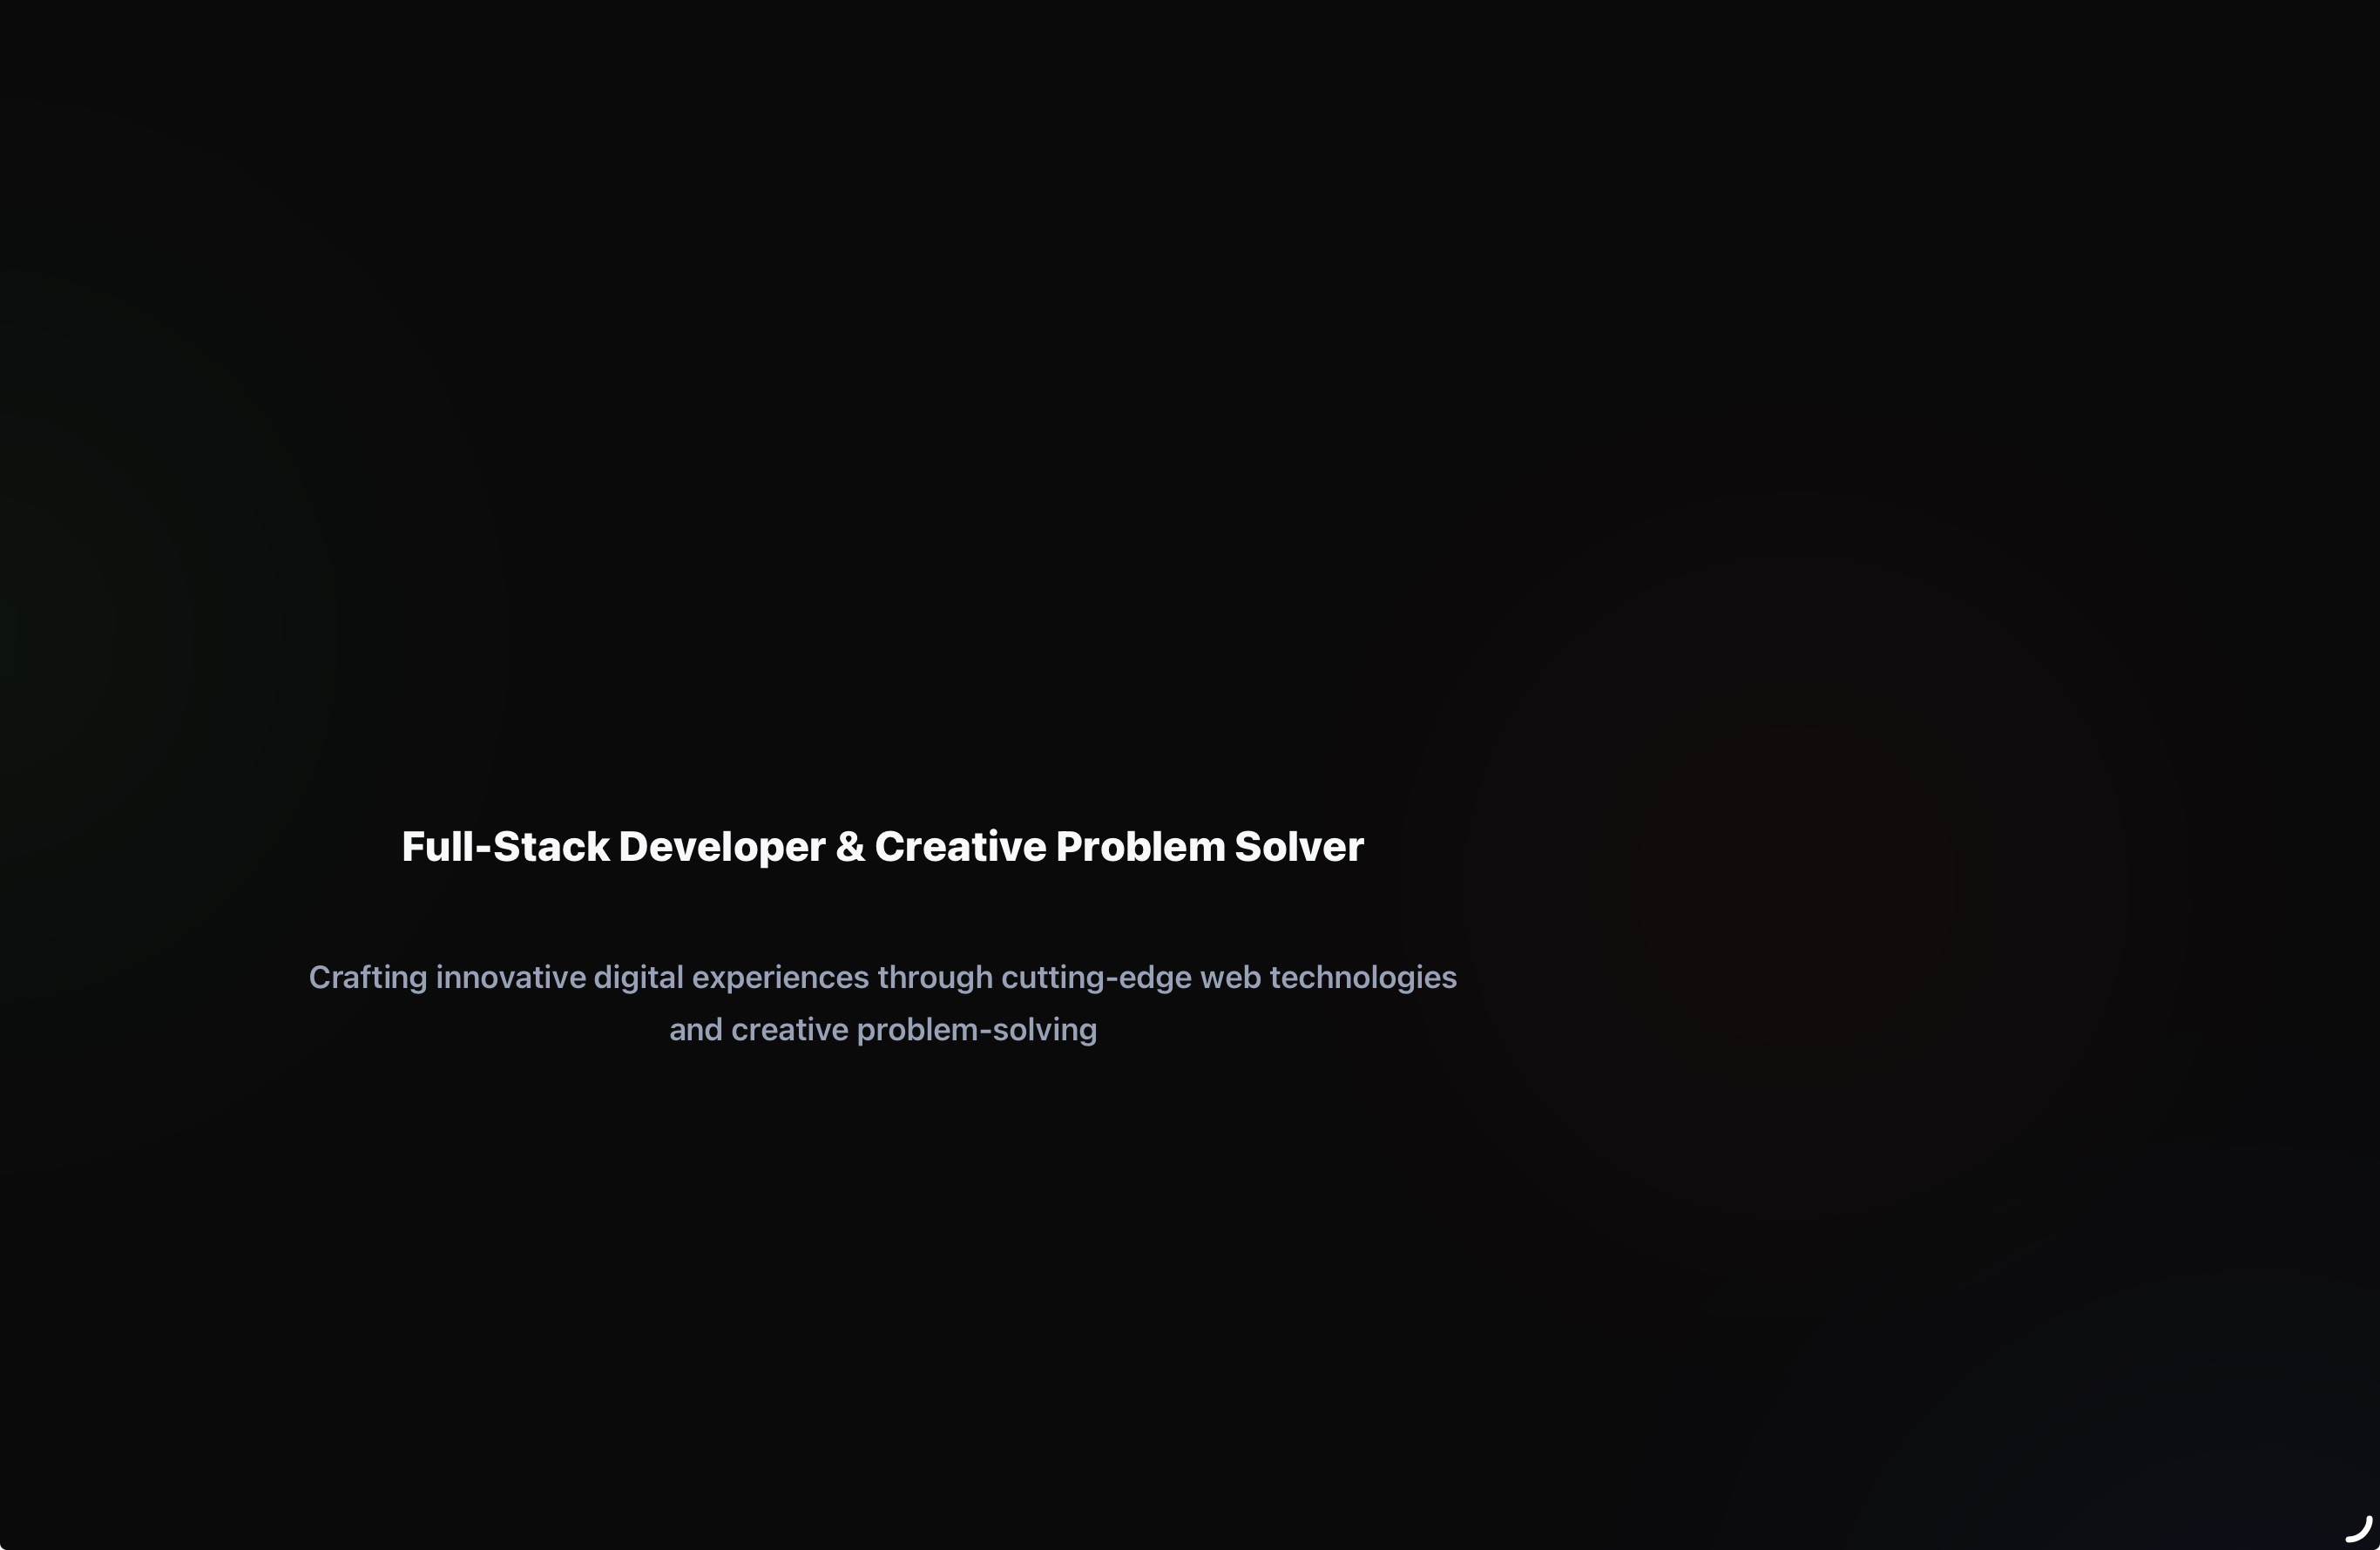 Full-Stack Developer & Creative Problem Solver
Crafting innovative digital experiences through cutting-edge web technologies
and creative problem-solving